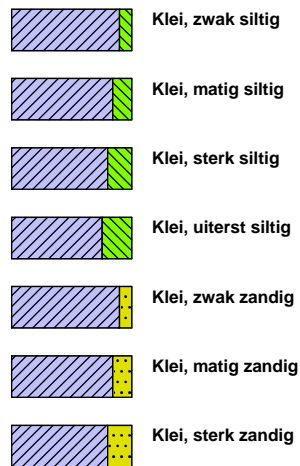 Klei, zwak siltig
Klei, matig siltig
Klei, sterk siltig
Klei, uiterst siltig
Klei, zwak zandig
Klei, matig zandig
Klei, sterk zandig